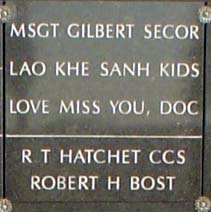 MSGT GILBERT SECOR
LAO KHE SANH KIDS
LOVE MISS YOU, DOC
R T HATCHET CCS
ROBERT H BOST